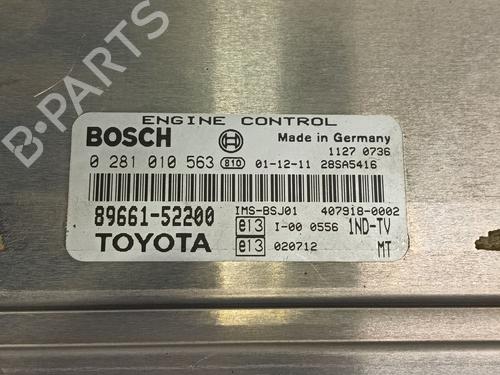 B-PARTS
ENGINE CONTROL
BOSCH Made in Germany
1127 0736
0 281 010 563 810 01-12-11 28SA5416
89661-52200 IMS-BSJ01 407918-0002
e13 I-00 0556 1ND-TV
TOYOTA e13 020712 MT